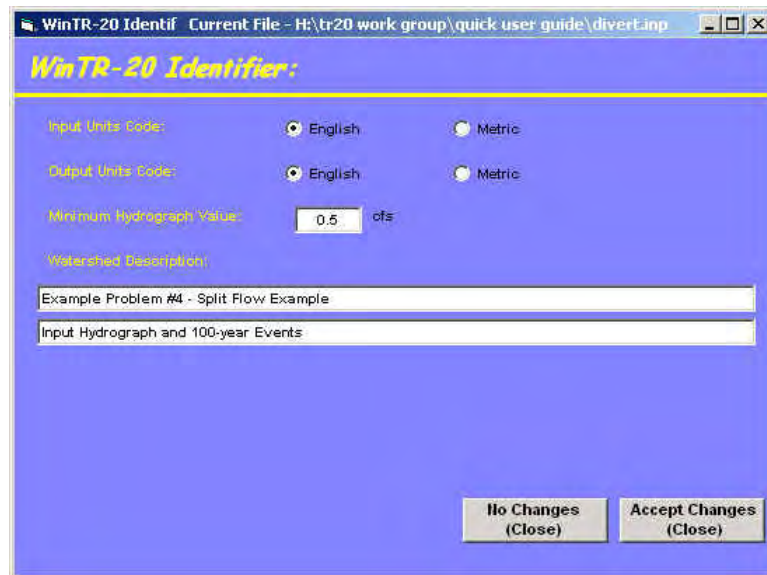 WinTR-20 Identif Current File - H:\tr20 work group\quick user guide\divert.inp
WinTR-20 Identifier:
Input Units Code: English Metric
Output Units Code: English Metric
Minimum Hydrograph Value: 0.5 cfs
Watershed Description:
Example Problem #4 - Split Flow Example
Input Hydrograph and 100-year Events
No Changes
(Close)
Accept Changes
(Close)